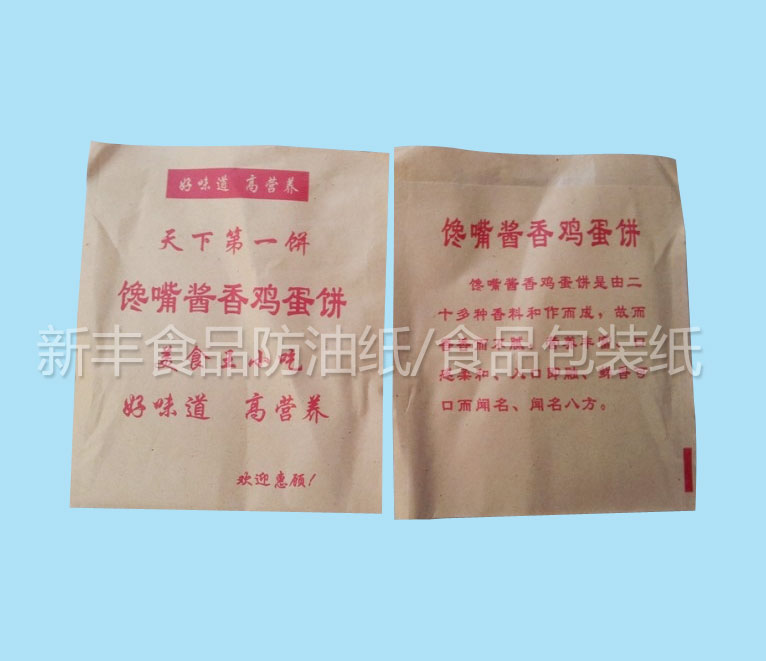 好味道 高营养
天下第一饼
馋嘴酱香鸡蛋饼
美食王小吃
好味道 高营养
欢迎惠顾!
馋嘴酱香鸡蛋饼
馋嘴酱香鸡蛋饼是由二
十多种香料和作而成,故而
口而闻名、闻名八方。
新丰食品防油纸/食品包装纸